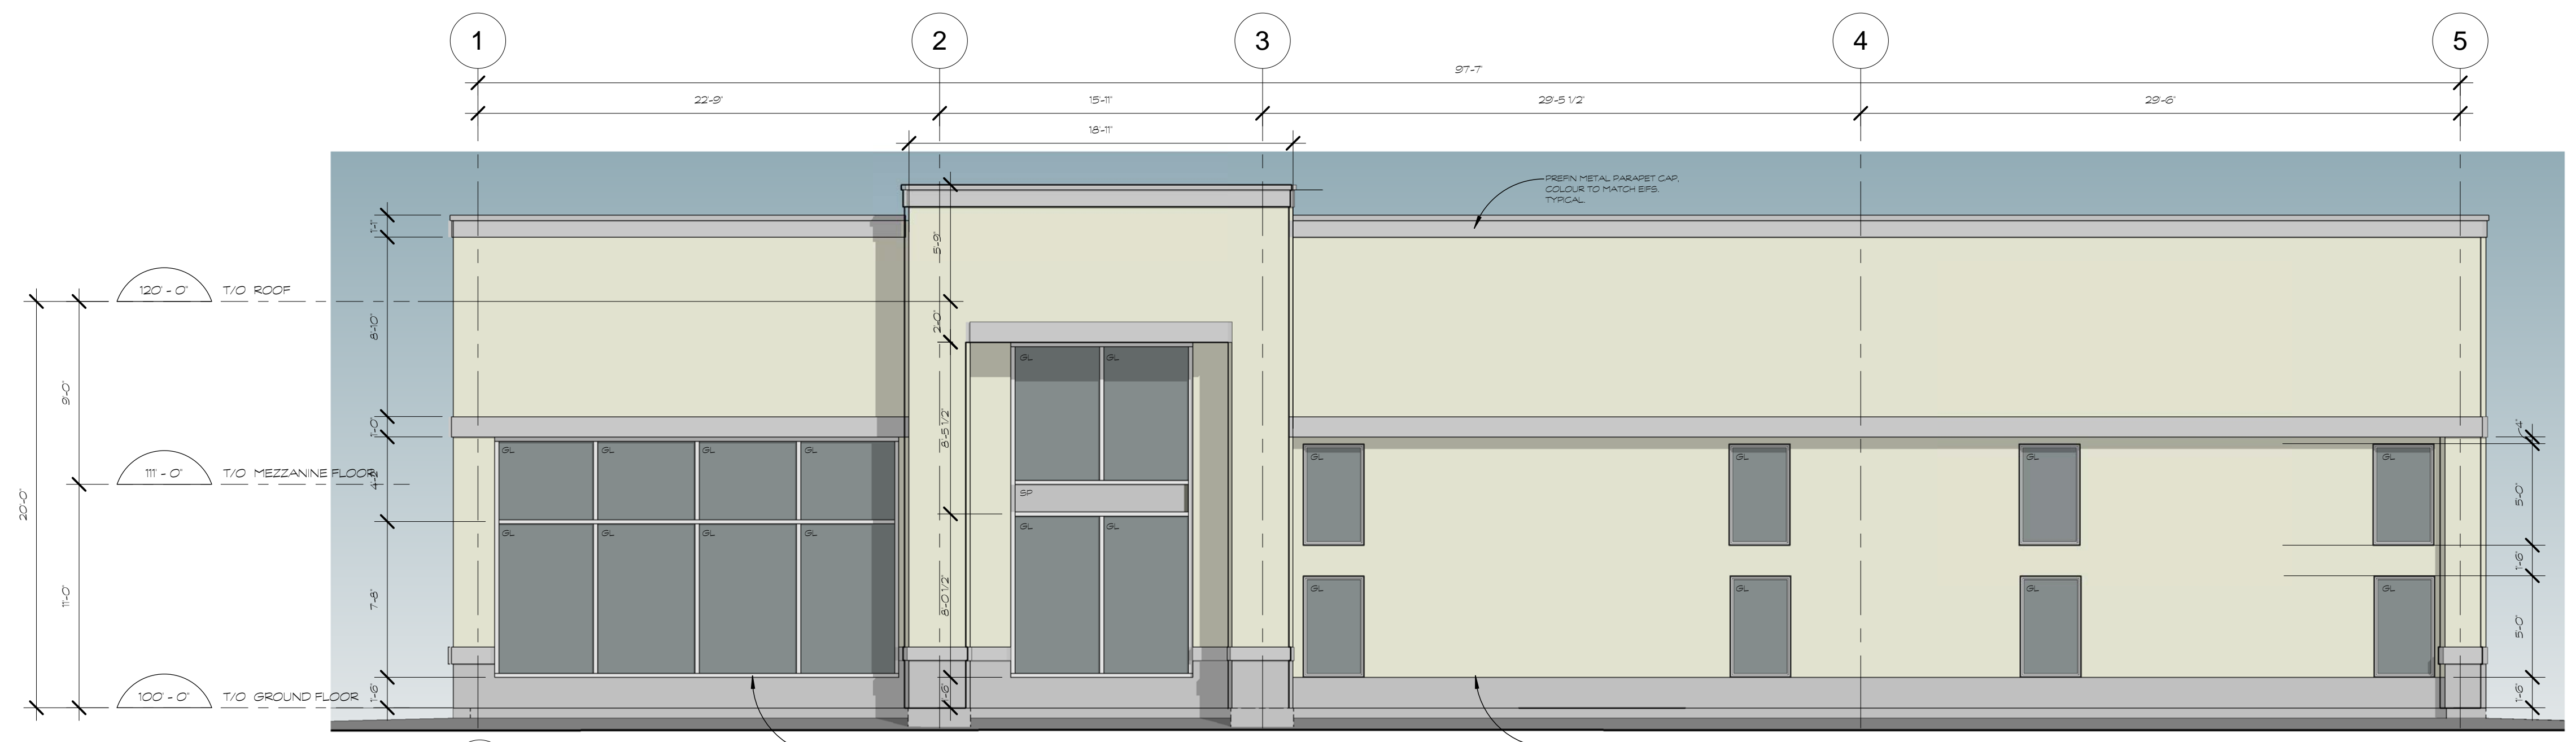 1
2
3
4
5
97'-7"
22'-9"
15'-11"
29'-5 1/2"
29'-6"
18'-11"
PREFIN METAL PARAPET CAP,
COLOUR TO MATCH EIFS.
TYPICAL.
1'-1"
5'-9"
120' - 0"
T/O ROOF
8'-10"
2'-0"
9'-0"
GL
GL
8'-5 1/2"
1'-0"
4"
GL
GL
GL
GL
GL
GL
GL
GL
111' - 0"
T/O MEZZANINE FLOOR
4'-2"
SP
5'-0"
20'-0"
GL
GL
GL
GL
GL
GL
1'-6"
11'-0"
7'-8"
8'-0 1/2"
GL
GL
GL
GL
5'-0"
100' - 0"
T/O GROUND FLOOR
1'-6"
1'-6"
1'-6"